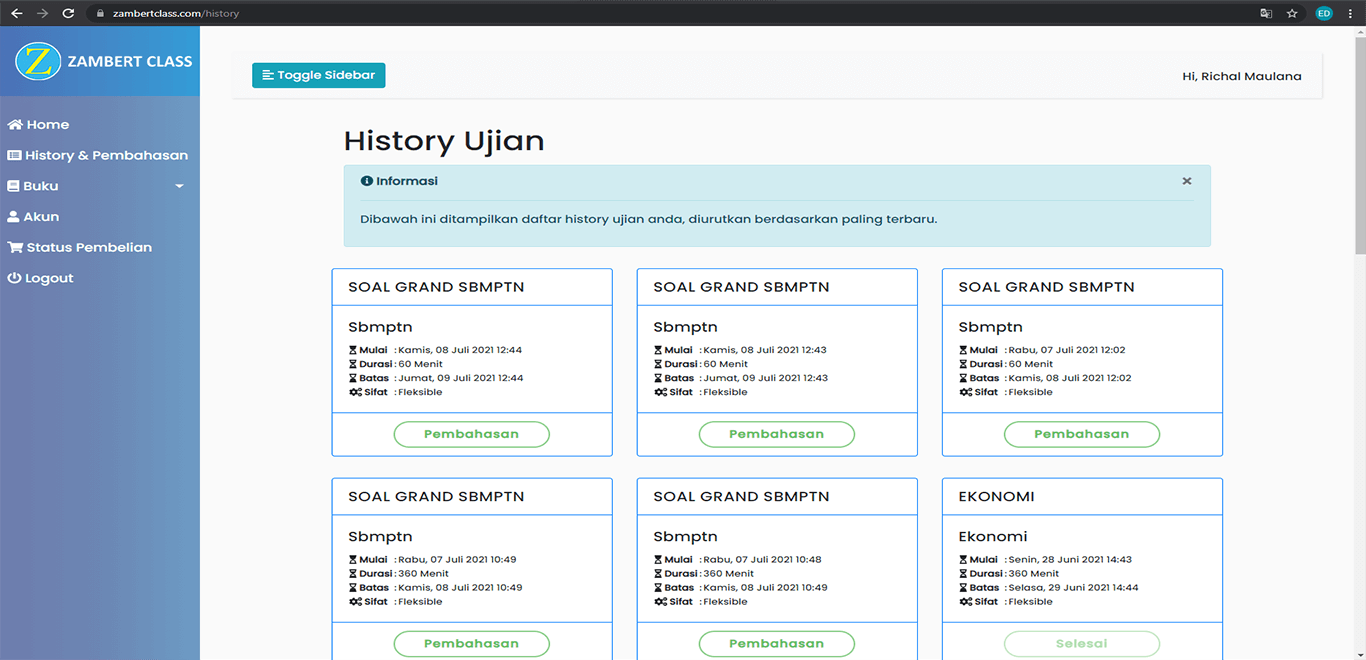 zambertclass.com/history
ED
Z ZAMBERT CLASS
Toggle Sidebar
Hi, Richal Maulana
Home
History & Pembahasan
Buku
Akun
Status Pembelian
Logout
History Ujian
Informasi ×
Dibawah ini ditampilkan daftar history ujian anda, diurutkan berdasarkan paling terbaru.
SOAL GRAND SBMPTN
Sbmptn
Mulai : Kamis, 08 Juli 2021 12:44
Durasi : 60 Menit
Batas : Jumat, 09 Juli 2021 12:44
Sifat : Fleksible
Pembahasan
SOAL GRAND SBMPTN
Sbmptn
Mulai : Kamis, 08 Juli 2021 12:43
Durasi : 60 Menit
Batas : Jumat, 09 Juli 2021 12:43
Sifat : Fleksible
Pembahasan
SOAL GRAND SBMPTN
Sbmptn
Mulai : Rabu, 07 Juli 2021 12:02
Durasi : 60 Menit
Batas : Kamis, 08 Juli 2021 12:02
Sifat : Fleksible
Pembahasan
SOAL GRAND SBMPTN
Sbmptn
Mulai : Rabu, 07 Juli 2021 10:49
Durasi : 360 Menit
Batas : Kamis, 08 Juli 2021 10:49
Sifat : Fleksible
Pembahasan
SOAL GRAND SBMPTN
Sbmptn
Mulai : Rabu, 07 Juli 2021 10:48
Durasi : 360 Menit
Batas : Kamis, 08 Juli 2021 10:49
Sifat : Fleksible
Pembahasan
EKONOMI
Ekonomi
Mulai : Senin, 28 Juni 2021 14:43
Durasi : 360 Menit
Batas : Selasa, 29 Juni 2021 14:44
Sifat : Fleksible
Selesai